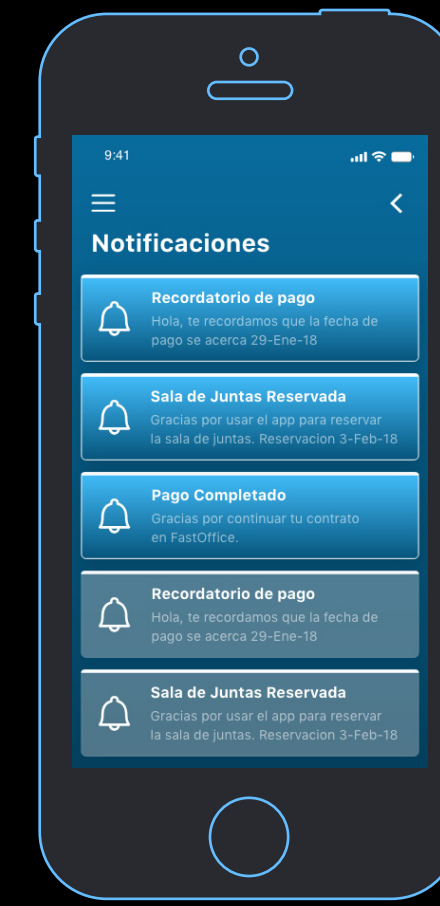 9:41
Notificaciones
Recordatorio de pago
Hola, te recordamos que la fecha de
pago se acerca 29-Ene-18
Sala de Juntas Reservada
Gracias por usar el app para reservar
la sala de juntas. Reservacion 3-Feb-18
Pago Completado
Gracias por continuar tu contrato
en FastOffice.
Recordatorio de pago
Hola, te recordamos que la fecha de
pago se acerca 29-Ene-18
Sala de Juntas Reservada
Gracias por usar el app para reservar
la sala de juntas. Reservacion 3-Feb-18